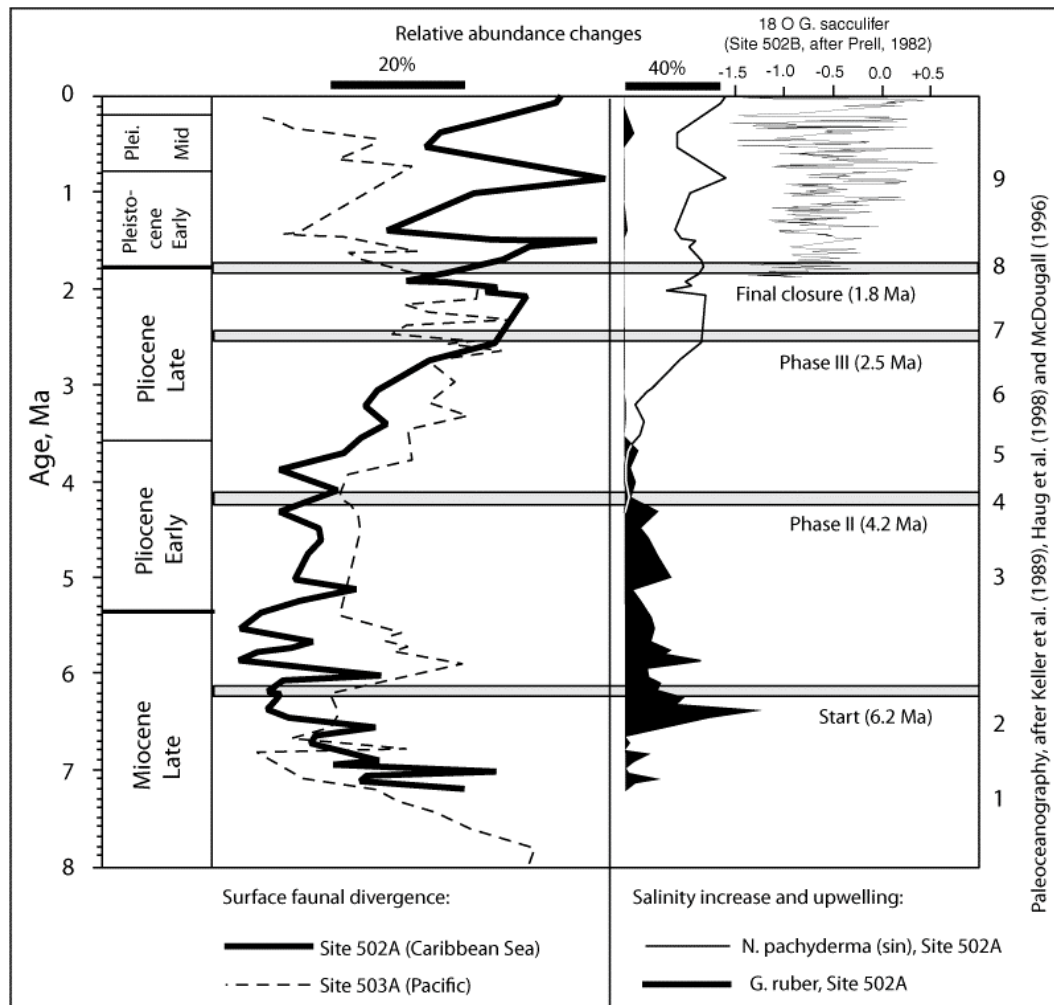 Relative abundance changes
18 O G. sacculifer
(Site 502B, after Prell, 1982)
20%
40%
-1.5 -1.0 -0.5 0.0 +0.5
Age, Ma
0
1
2
3
4
5
6
7
8
Plei.
Mid
Pleisto-
cene
Early
Pliocene
Late
Pliocene
Early
Miocene
Late
9
8
Final closure (1.8 Ma)
7
Phase III (2.5 Ma)
6
5
4
Phase II (4.2 Ma)
3
Start (6.2 Ma)
2
1
Paleoceanography, after Keller et al. (1989), Haug et al. (1998) and McDougall (1996)
Surface faunal divergence:
Site 502A (Caribbean Sea)
Site 503A (Pacific)
Salinity increase and upwelling:
N. pachyderma (sin), Site 502A
G. ruber, Site 502A